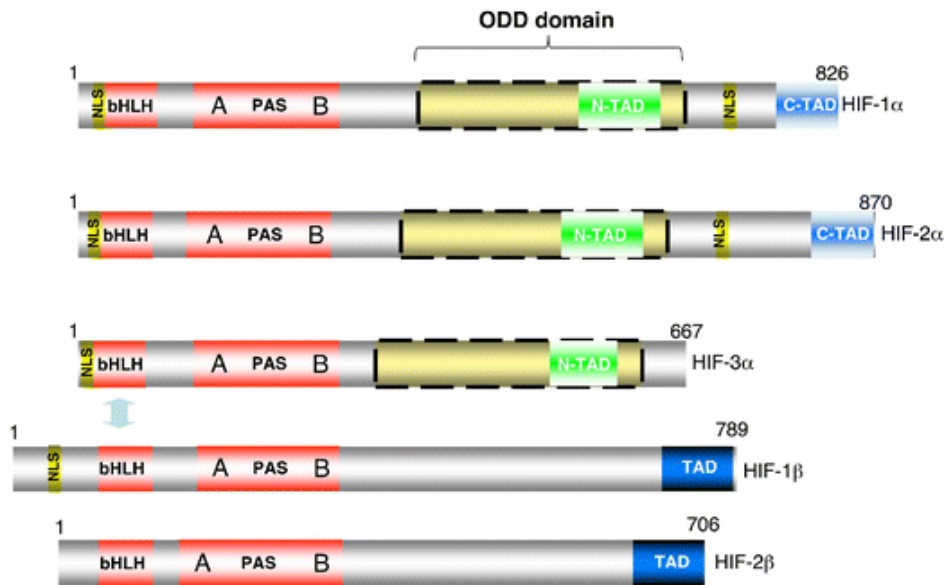 ODD domain
1 826
NLS bHLH A PAS B N-TAD NLS C-TAD HIF-1α
1 870
NLS bHLH A PAS B N-TAD NLS C-TAD HIF-2α
1 667
NLS bHLH A PAS B N-TAD HIF-3α
1 789
NLS bHLH A PAS B TAD HIF-1β
1 706
bHLH A PAS B TAD HIF-2β